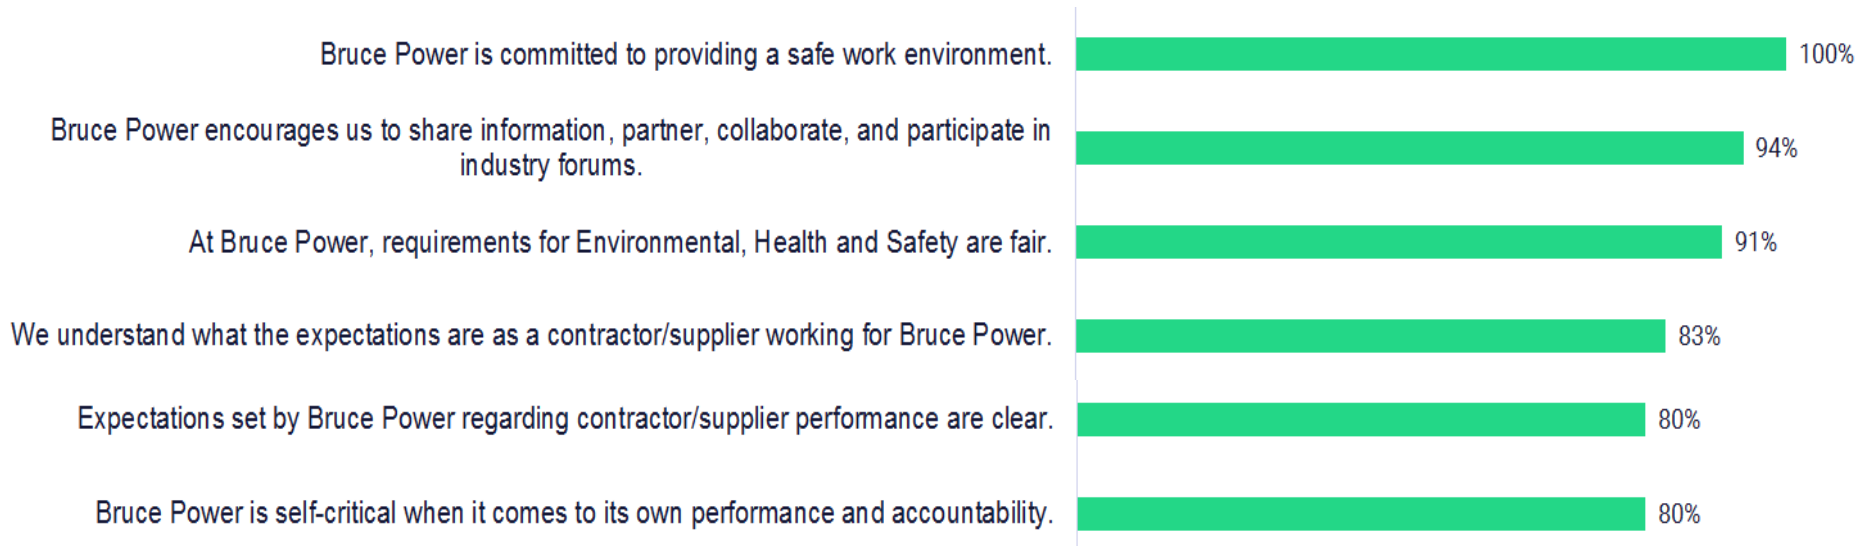 Bruce Power is committed to providing a safe work environment.
100%
Bruce Power encourages us to share information, partner, collaborate, and participate in
industry forums.
94%
At Bruce Power, requirements for Environmental, Health and Safety are fair.
91%
We understand what the expectations are as a contractor/supplier working for Bruce Power.
83%
Expectations set by Bruce Power regarding contractor/supplier performance are clear.
80%
Bruce Power is self-critical when it comes to its own performance and accountability.
80%